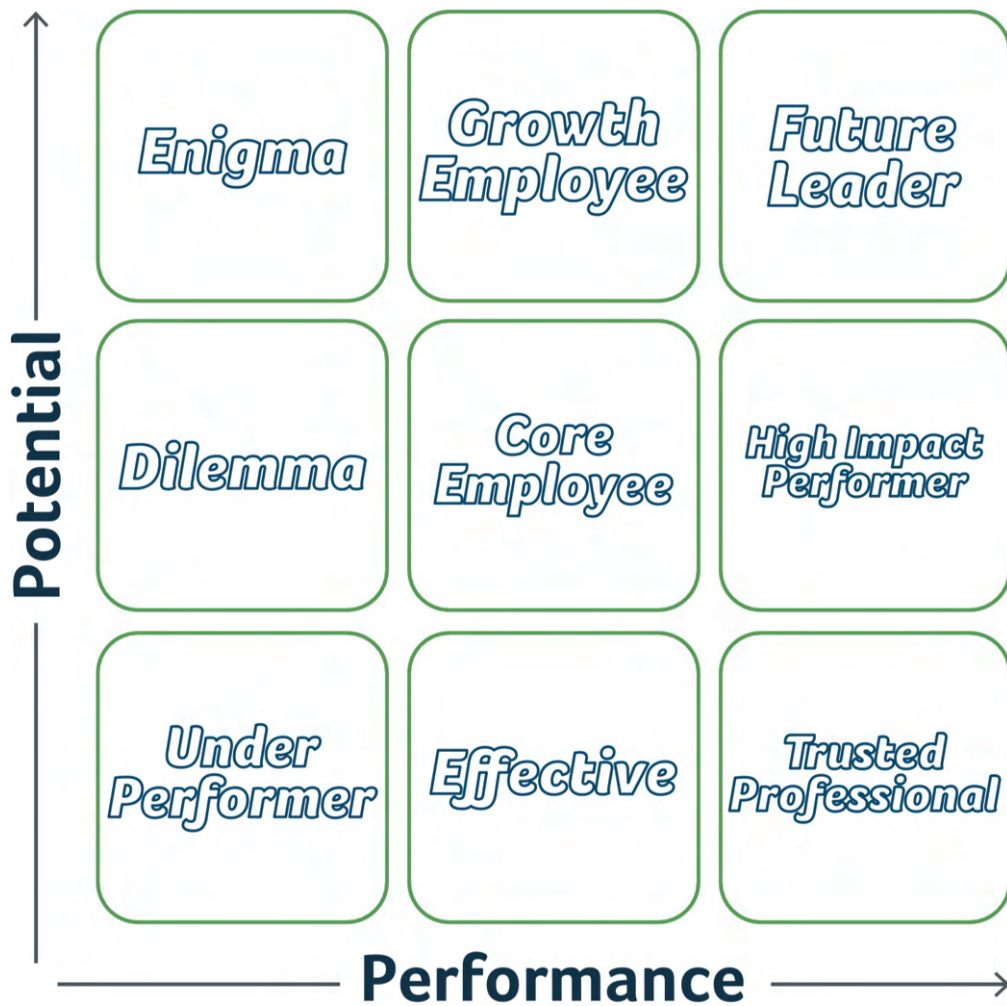 Enigma
Growth
Employee
Future
Leader
Potential
Dilemma
Core
Employee
High Impact
Performer
Under
Performer
Effective
Trusted
Professional
Performance